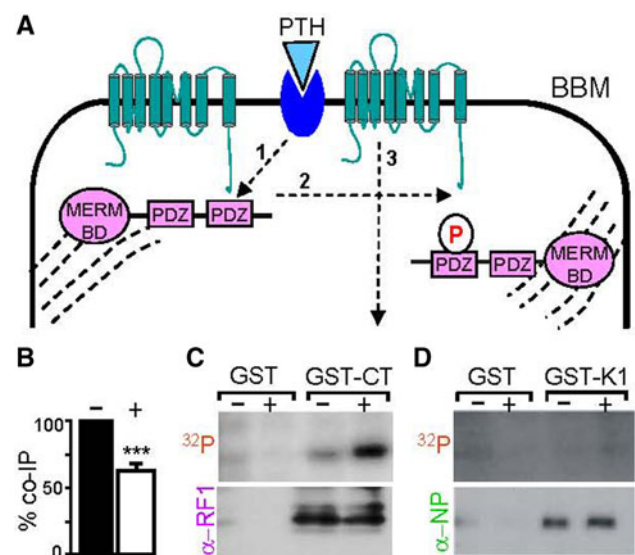 A
PTH
BBM
1
2
3
MERM
BD
PDZ
PDZ
P
PDZ
PDZ
MERM
BD
B
- +
100
***
50
0
% co-IP
C
GST GST-CT
- + - +
32P
α-RF1
D
GST GST-K1
- + - +
32P
α-NP